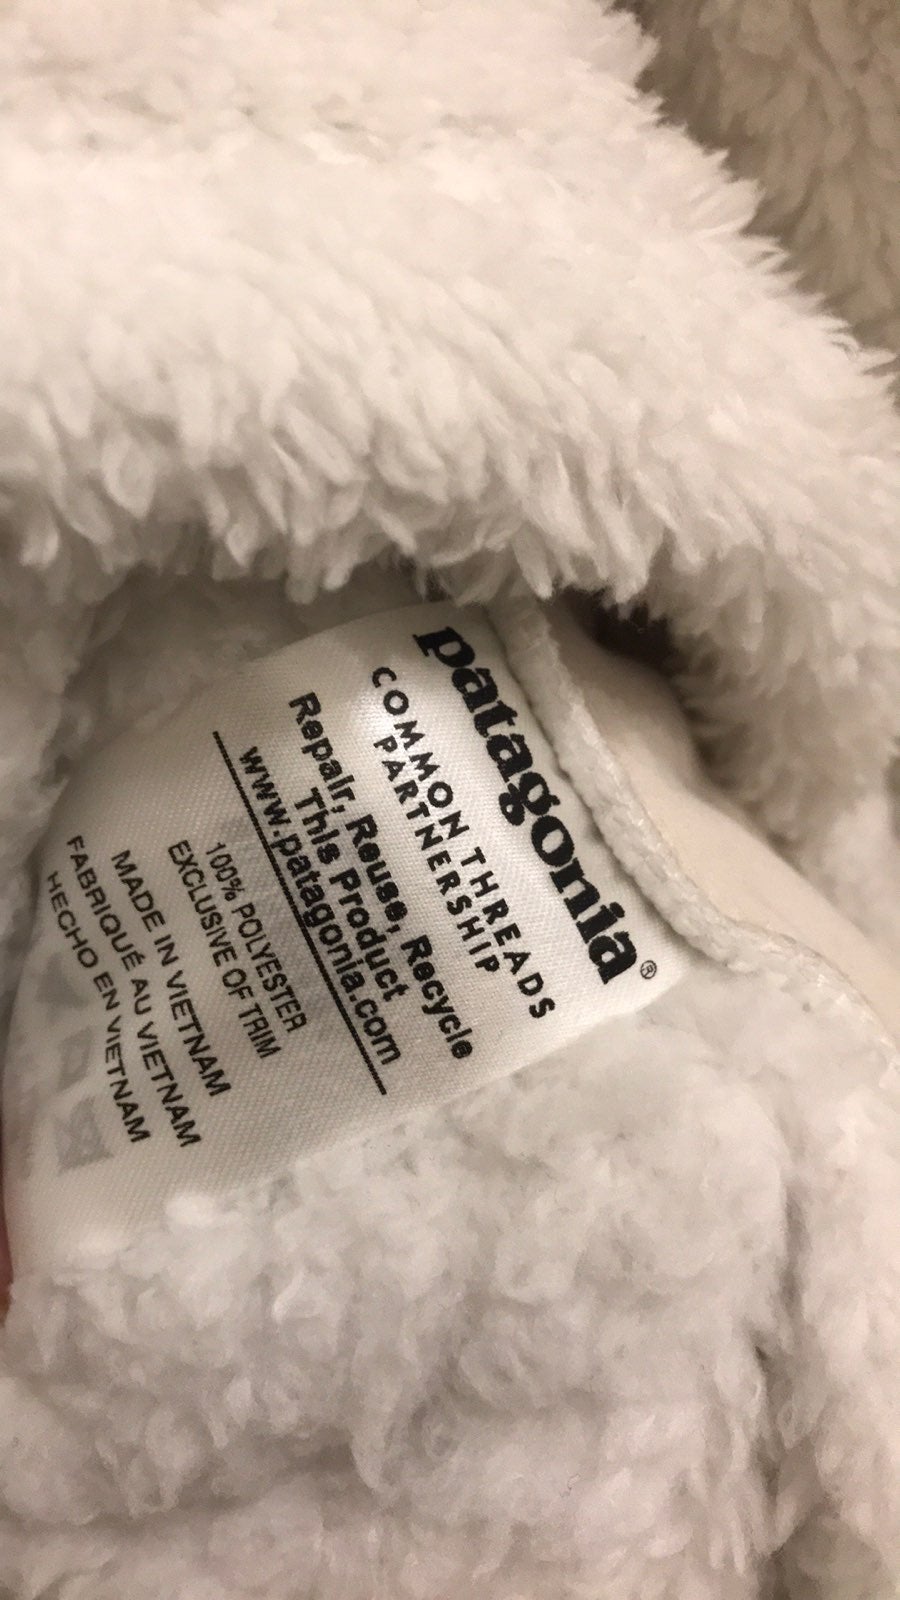 patagonia®
COMMON THREADS
PARTNERSHIP
Repair, Reuse, Recycle
This Product
www.patagonia.com
100% POLYESTER
EXCLUSIVE OF TRIM
MADE IN VIETNAM
FABRIQUÉ AU VIETNAM
HECHO EN VIETNAM